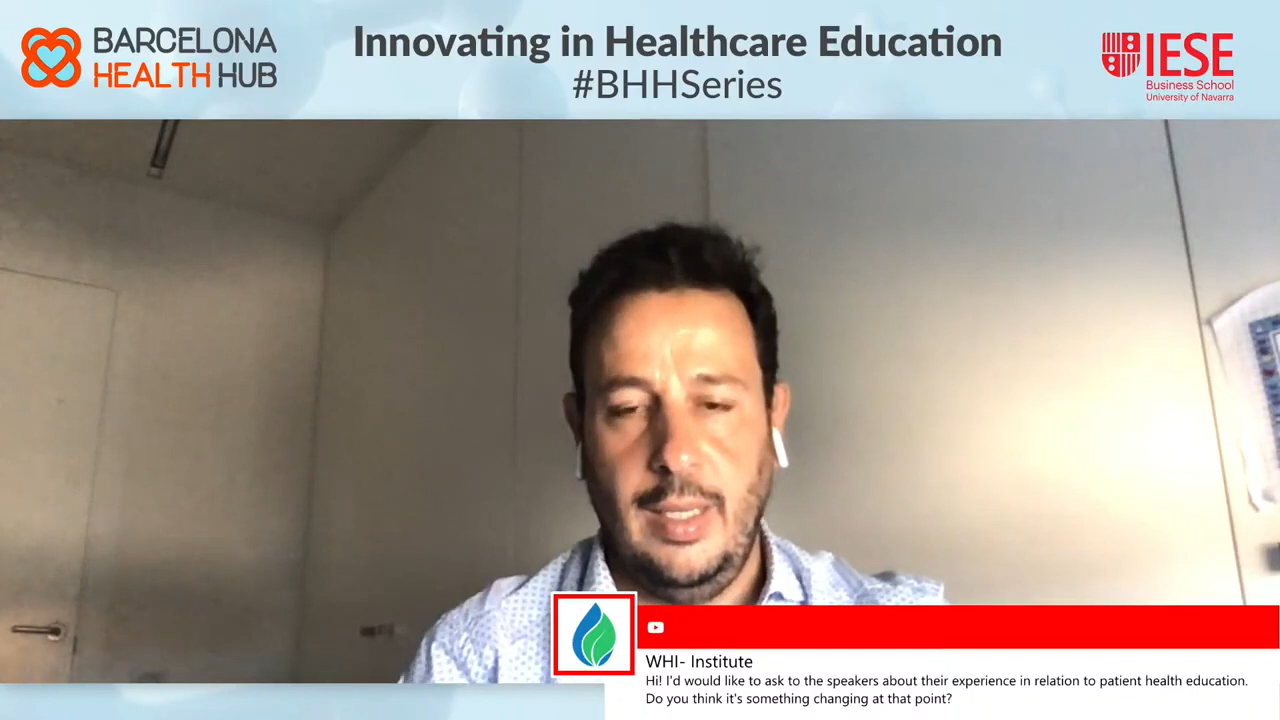 BARCELONA
HEALTH HUB
Innovating in Healthcare Education
#BHHSeries
IESE
Business School
University of Navarra
WHI- Institute
Hi! I'd would like to ask to the speakers about their experience in relation to patient health education.
Do you think it's something changing at that point?